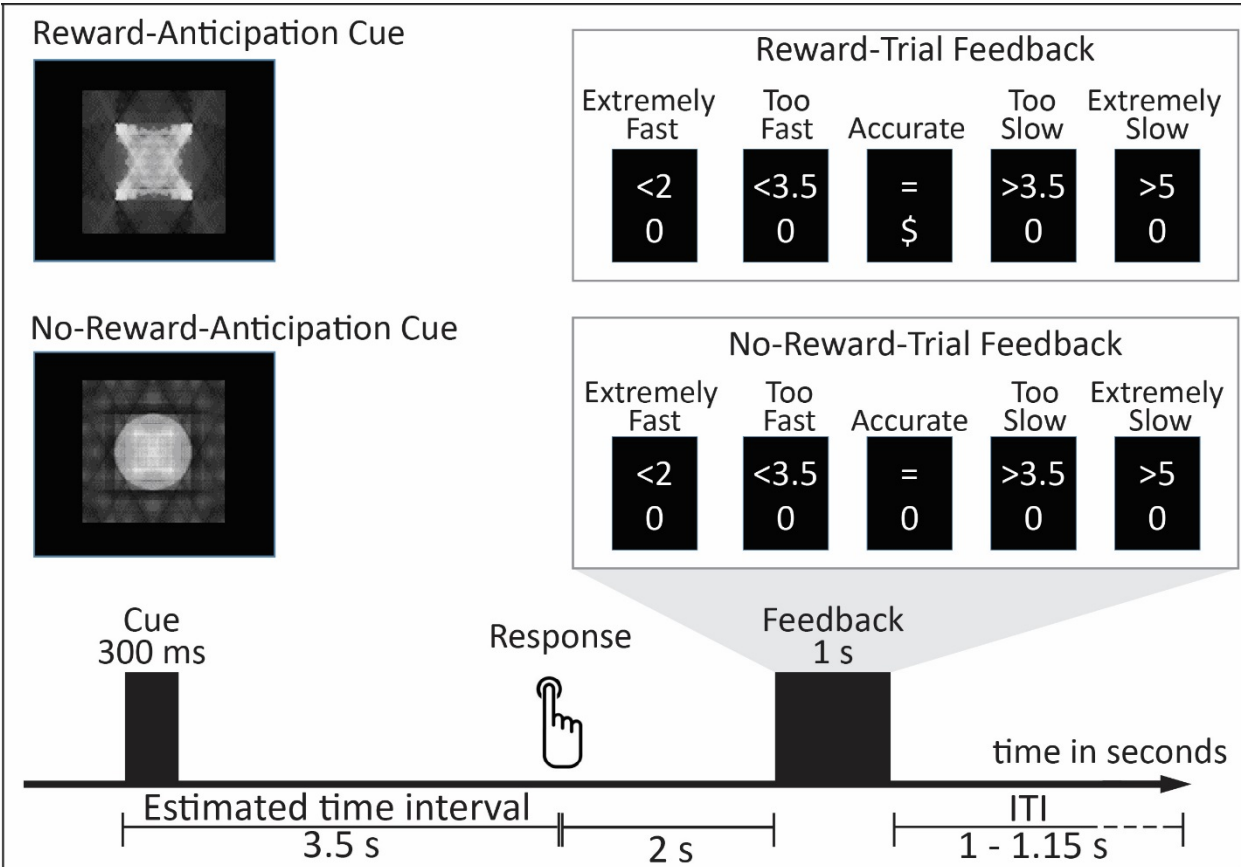 Reward-Anticipation Cue
Reward-Trial Feedback
Extremely Fast
Too Fast
Accurate
Too Slow
Extremely Slow
<2
0
<3.5
0
=
$
>3.5
0
>5
0
No-Reward-Anticipation Cue
No-Reward-Trial Feedback
Extremely Fast
Too Fast
Accurate
Too Slow
Extremely Slow
<2
0
<3.5
0
=
0
>3.5
0
>5
0
Cue
300 ms
Response
Feedback
1 s
time in seconds
Estimated time interval
3.5 s
2 s
ITI
1 - 1.15 s